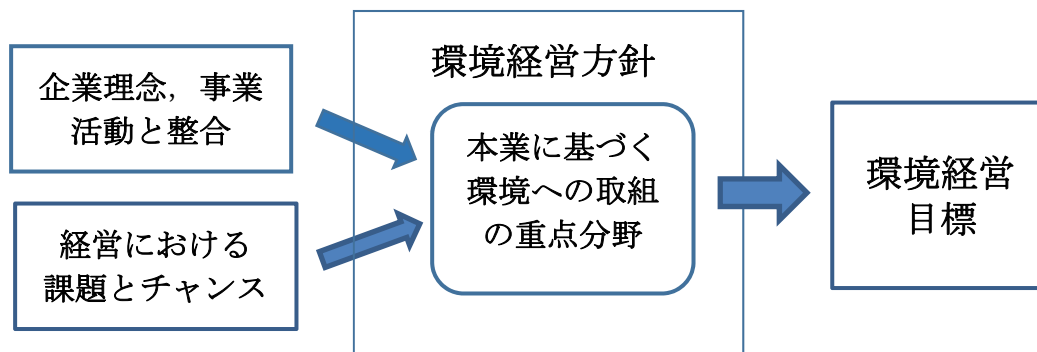 企業理念，事業
活動と整合
経営における
課題とチャンス
環境経営方針
本業に基づく
環境への取組
の重点分野
環境経営
目標